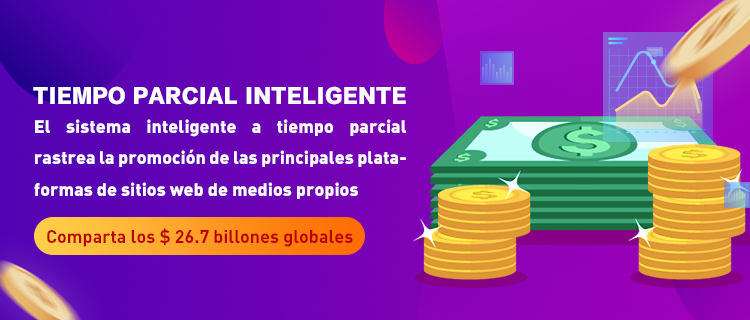 TIEMPO PARCIAL INTELIGENTE
El sistema inteligente a tiempo parcial
rastrea la promoción de las principales plata-
formas de sitios web de medios propios
Comparta los $ 26.7 billones globales